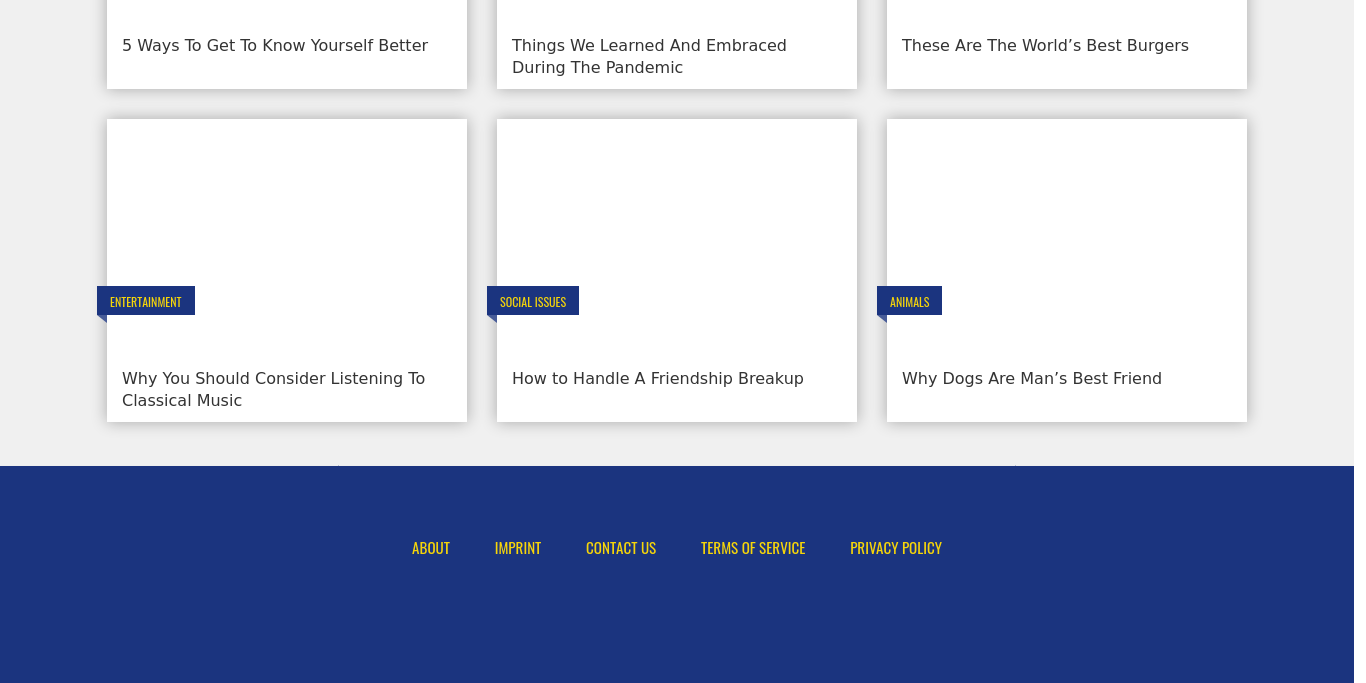 5 Ways To Get To Know Yourself Better
Things We Learned And Embraced
During The Pandemic
These Are The World’s Best Burgers
ENTERTAINMENT
Why You Should Consider Listening To
Classical Music
SOCIAL ISSUES
How to Handle A Friendship Breakup
ANIMALS
Why Dogs Are Man’s Best Friend
ABOUT
IMPRINT
CONTACT US
TERMS OF SERVICE
PRIVACY POLICY